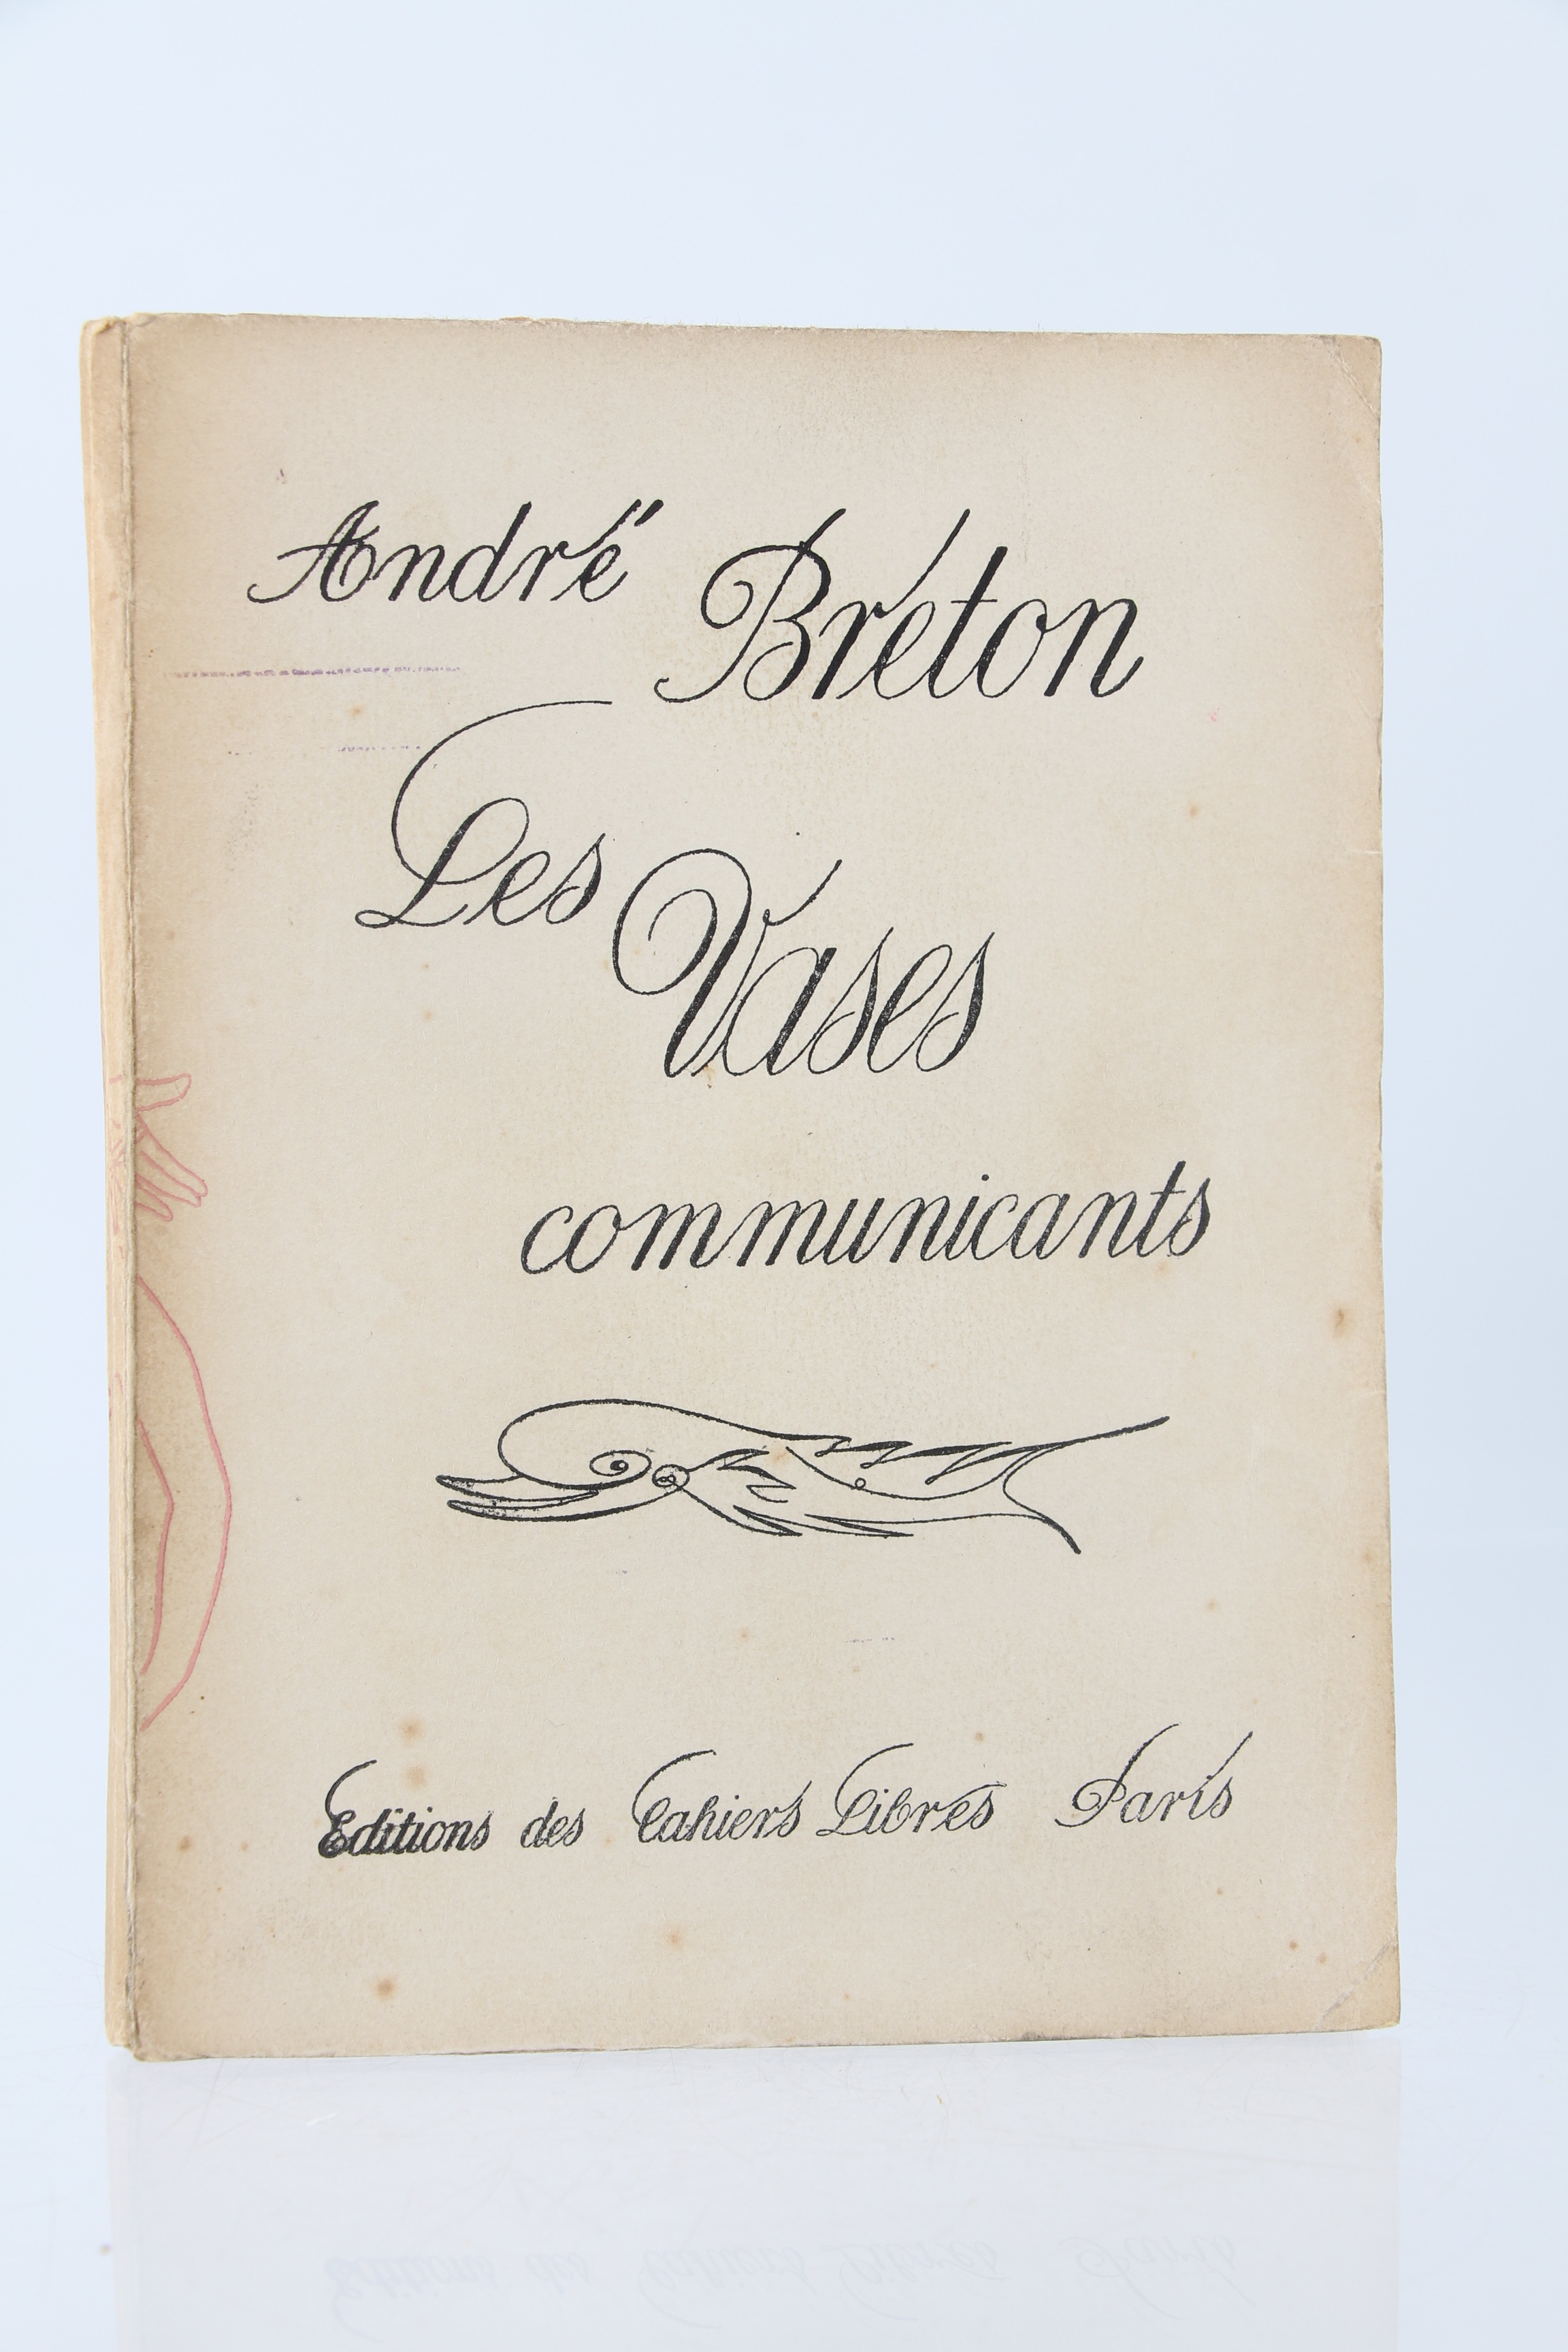 André Breton
Les Vases
communicants
Editions des Cahiers Libres Paris